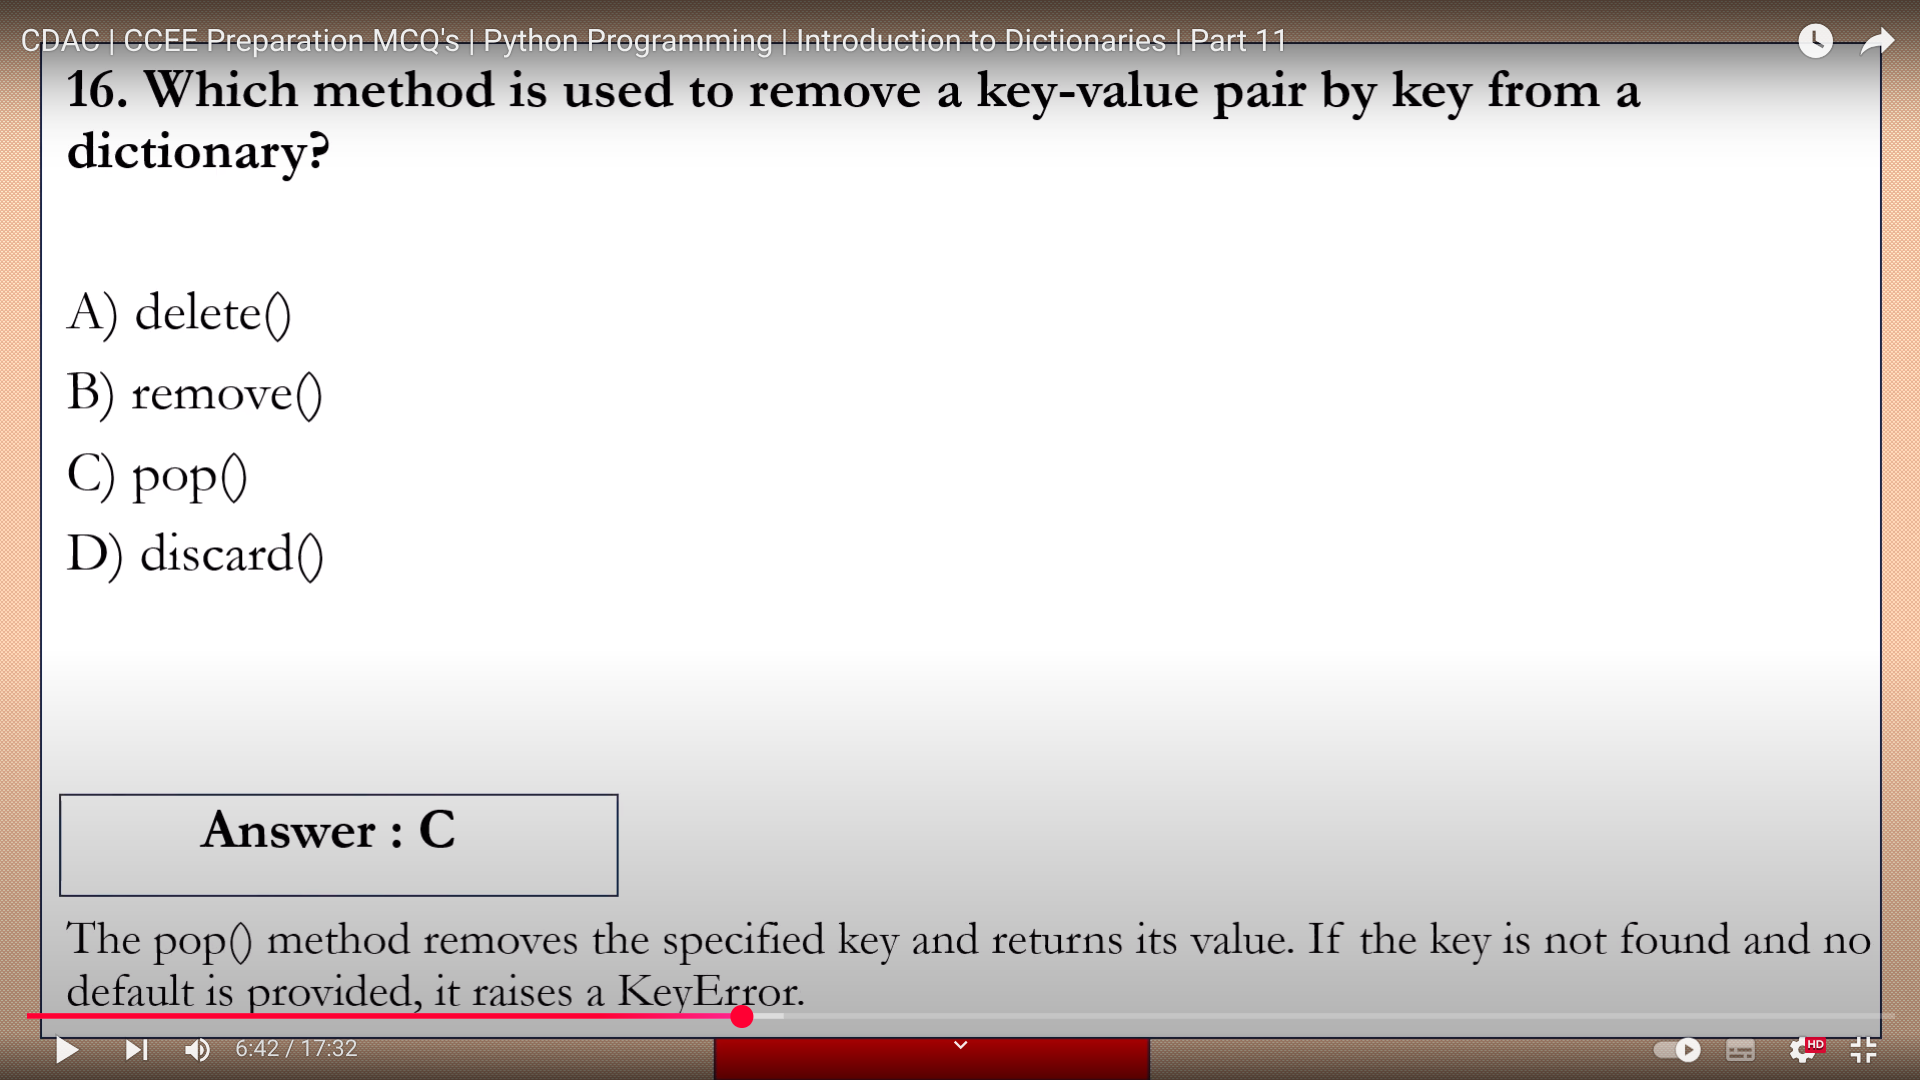 CDAC | CCEE Preparation MCQ's | Python Programming | Introduction to Dictionaries | Part 11
16. Which method is used to remove a key-value pair by key from a
dictionary?
A) delete()
B) remove()
C) pop()
D) discard()
Answer : C
The pop() method removes the specified key and returns its value. If the key is not found and no
default is provided, it raises a KeyError.
6:42 / 17:32
HD